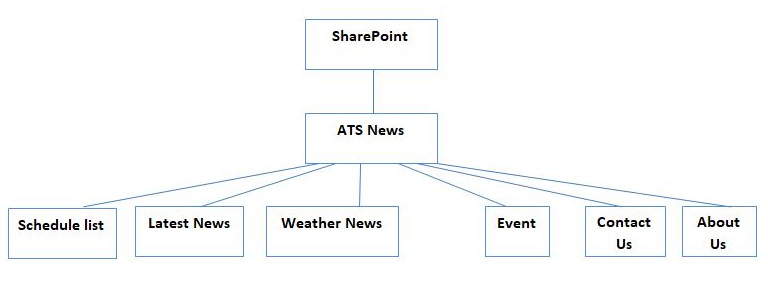 SharePoint
ATS News
Schedule list
Latest News
Weather News
Event
Contact
Us
About
Us